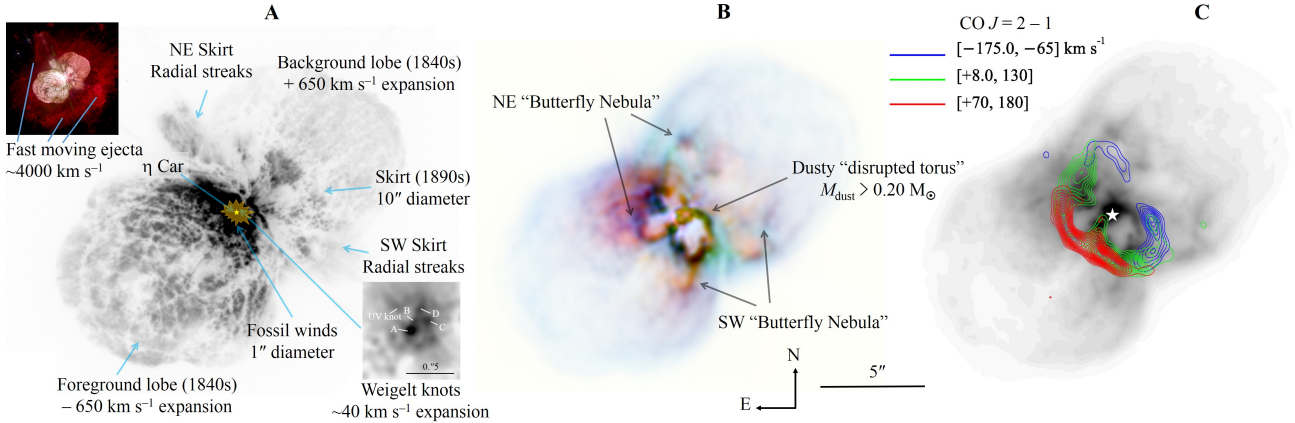 A
NE Skirt
Radial streaks
Background lobe (1840s)
+ 650 km s⁻¹ expansion
Fast moving ejecta
~4000 km s⁻¹
η Car
Skirt (1890s)
10″ diameter
SW Skirt
Radial streaks
Fossil winds
1″ diameter
Foreground lobe (1840s)
− 650 km s⁻¹ expansion
UV knot
B
D
A
C
0.″5
Weigelt knots
~40 km s⁻¹ expansion
B
NE “Butterfly Nebula”
Dusty “disrupted torus”
M_dust > 0.20 M_⊙
SW “Butterfly Nebula”
N
E
5″
C
CO J = 2 – 1
[−175.0, −65] km s⁻¹
[+8.0, 130]
[+70, 180]